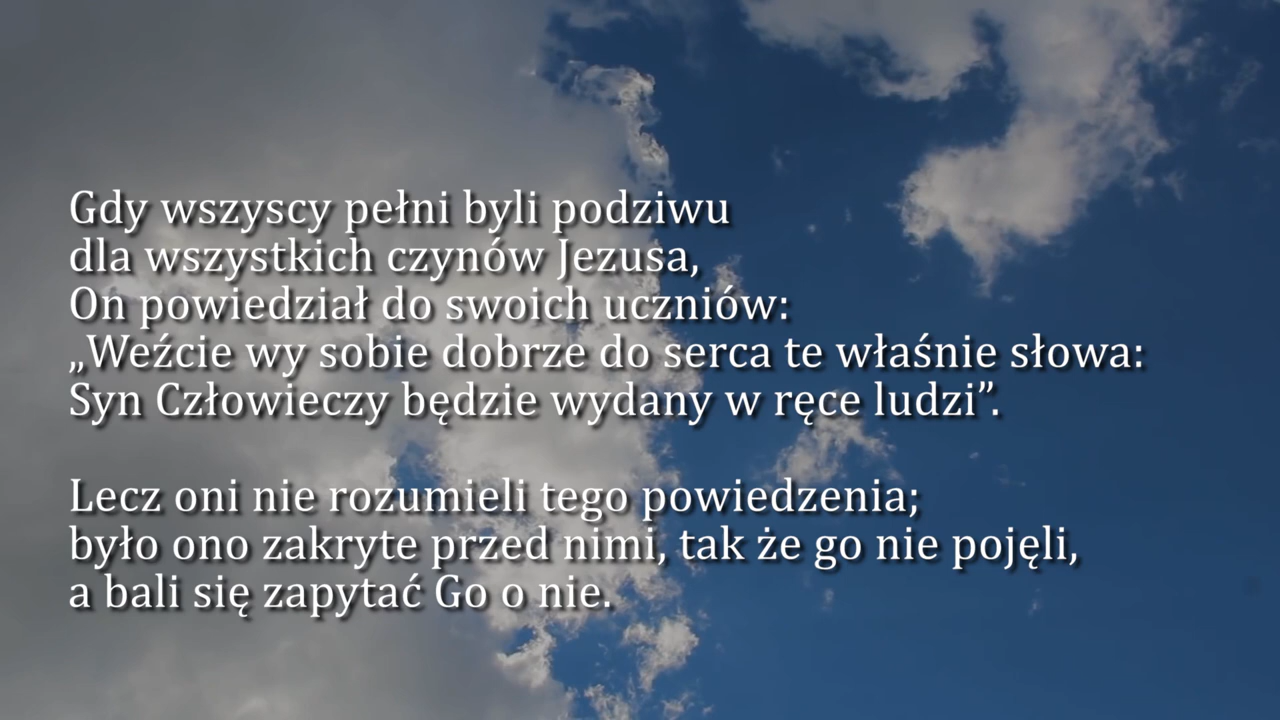 Gdy wszyscy pełni byli podziwu
dla wszystkich czynów Jezusa,
On powiedział do swoich uczniów:
„Weźcie wy sobie dobrze do serca te właśnie słowa:
Syn Człowieczy będzie wydany w ręce ludzi”.
Lecz oni nie rozumieli tego powiedzenia;
było ono zakryte przed nimi, tak że go nie pojęli,
a bali się zapytać Go o nie.